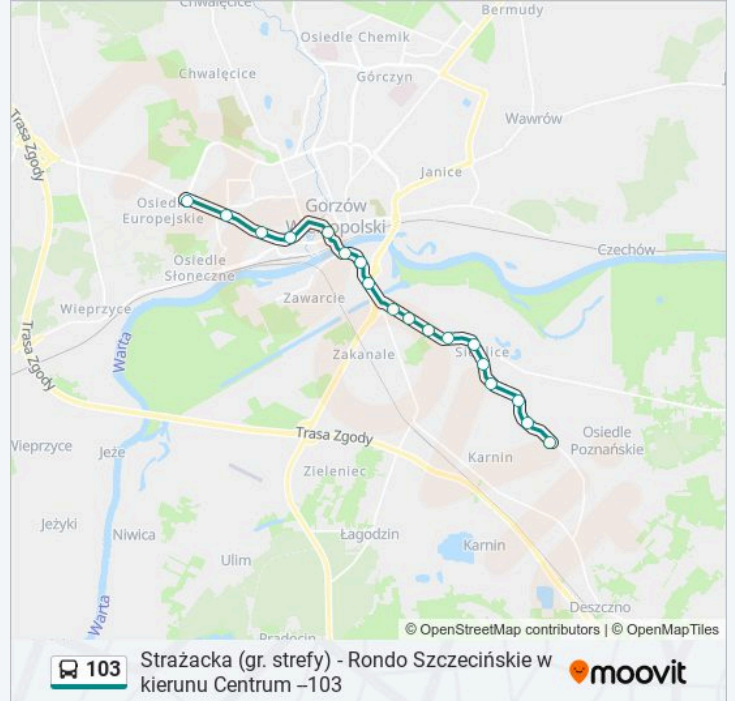 Chwalęcice
Bermudy
Osiedle Chemik
Chwalęcice
Górczyn
Trasa Zgody
Wawrów
Janice
Gorzów
Wielkopolski
Osiedle
Europejskie
Osiedle
Słoneczne
Czechów
Zawarcie
Wieprzyce
Warta
Trasa Zgody
Zakanale
Siedlice
Trasa Zgody
Osiedle
Poznańskie
Wieprzyce
Jeże
Karnin
Zieleniec
Jeżyki
Niwica
Łagodzin
Karnin
Ulim
Warta
Deszczno
Pradocin
© OpenStreetMap contributors | © OpenMapTiles
103
Strażacka (gr. strefy) - Rondo Szczecińskie w
kierunu Centrum –103
moovit